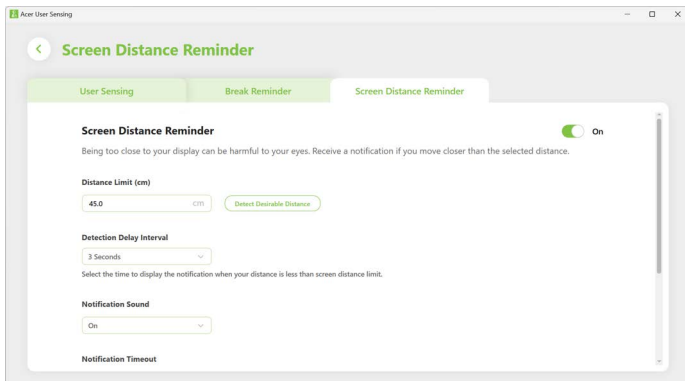 Acer User Sensing
Screen Distance Reminder
User Sensing
Break Reminder
Screen Distance Reminder
Screen Distance Reminder
On
Being too close to your display can be harmful to your eyes. Receive a notification if you move closer than the selected distance.
Distance Limit (cm)
45.0 cm
Detect Desirable Distance
Detection Delay Interval
3 Seconds
Select the time to display the notification when your distance is less than screen distance limit.
Notification Sound
On
Notification Timeout